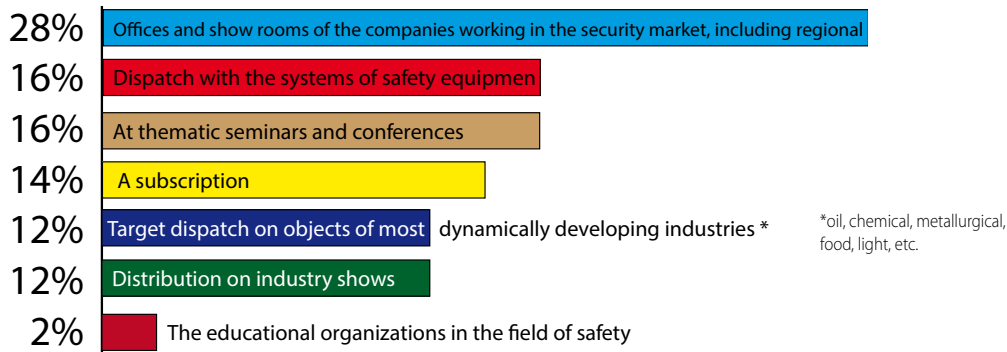 28% Offices and show rooms of the companies working in the security market, including regional
16% Dispatch with the systems of safety equipmen
16% At thematic seminars and conferences
14% A subscription
12% Target dispatch on objects of most dynamically developing industries *
*oil, chemical, metallurgical,
food, light, etc.
12% Distribution on industry shows
2% The educational organizations in the field of safety